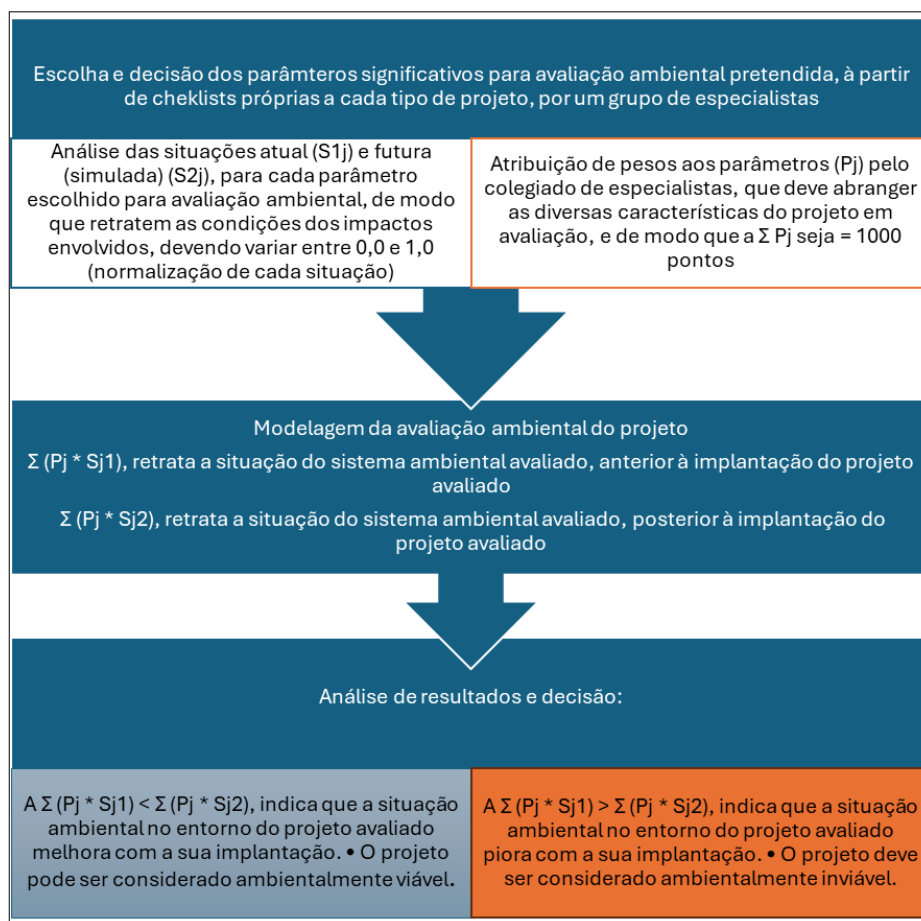 Escolha e decisão dos parâmteros significativos para avaliação ambiental pretendida, à partir
de cheklists próprias a cada tipo de projeto, por um grupo de especialistas
Análise das situações atual (S1j) e futura
(simulada) (S2j), para cada parâmetro
escolhido para avaliação ambiental, de modo
que retratem as condições dos impactos
envolvidos, devendo variar entre 0,0 e 1,0
(normalização de cada situação)
Atribuição de pesos aos parâmetros (Pj) pelo
colegiado de especialistas, que deve abranger
as diversas características do projeto em
avaliação, e de modo que a Σ Pj seja = 1000
pontos
Modelagem da avaliação ambiental do projeto
Σ (Pj * Sj1), retrata a situação do sistema ambiental avaliado, anterior à implantação do projeto
avaliado
Σ (Pj * Sj2), retrata a situação do sistema ambiental avaliado, posterior à implantação do
projeto avaliado
Análise de resultados e decisão:
A Σ (Pj * Sj1) < Σ (Pj * Sj2), indica que a situação
ambiental no entorno do projeto avaliado
melhora com a sua implantação. • O projeto
pode ser considerado ambientalmente viável.
A Σ (Pj * Sj1) > Σ (Pj * Sj2), indica que a situação
ambiental no entorno do projeto avaliado
piora com a sua implantação. • O projeto deve
ser considerado ambientalmente inviável.